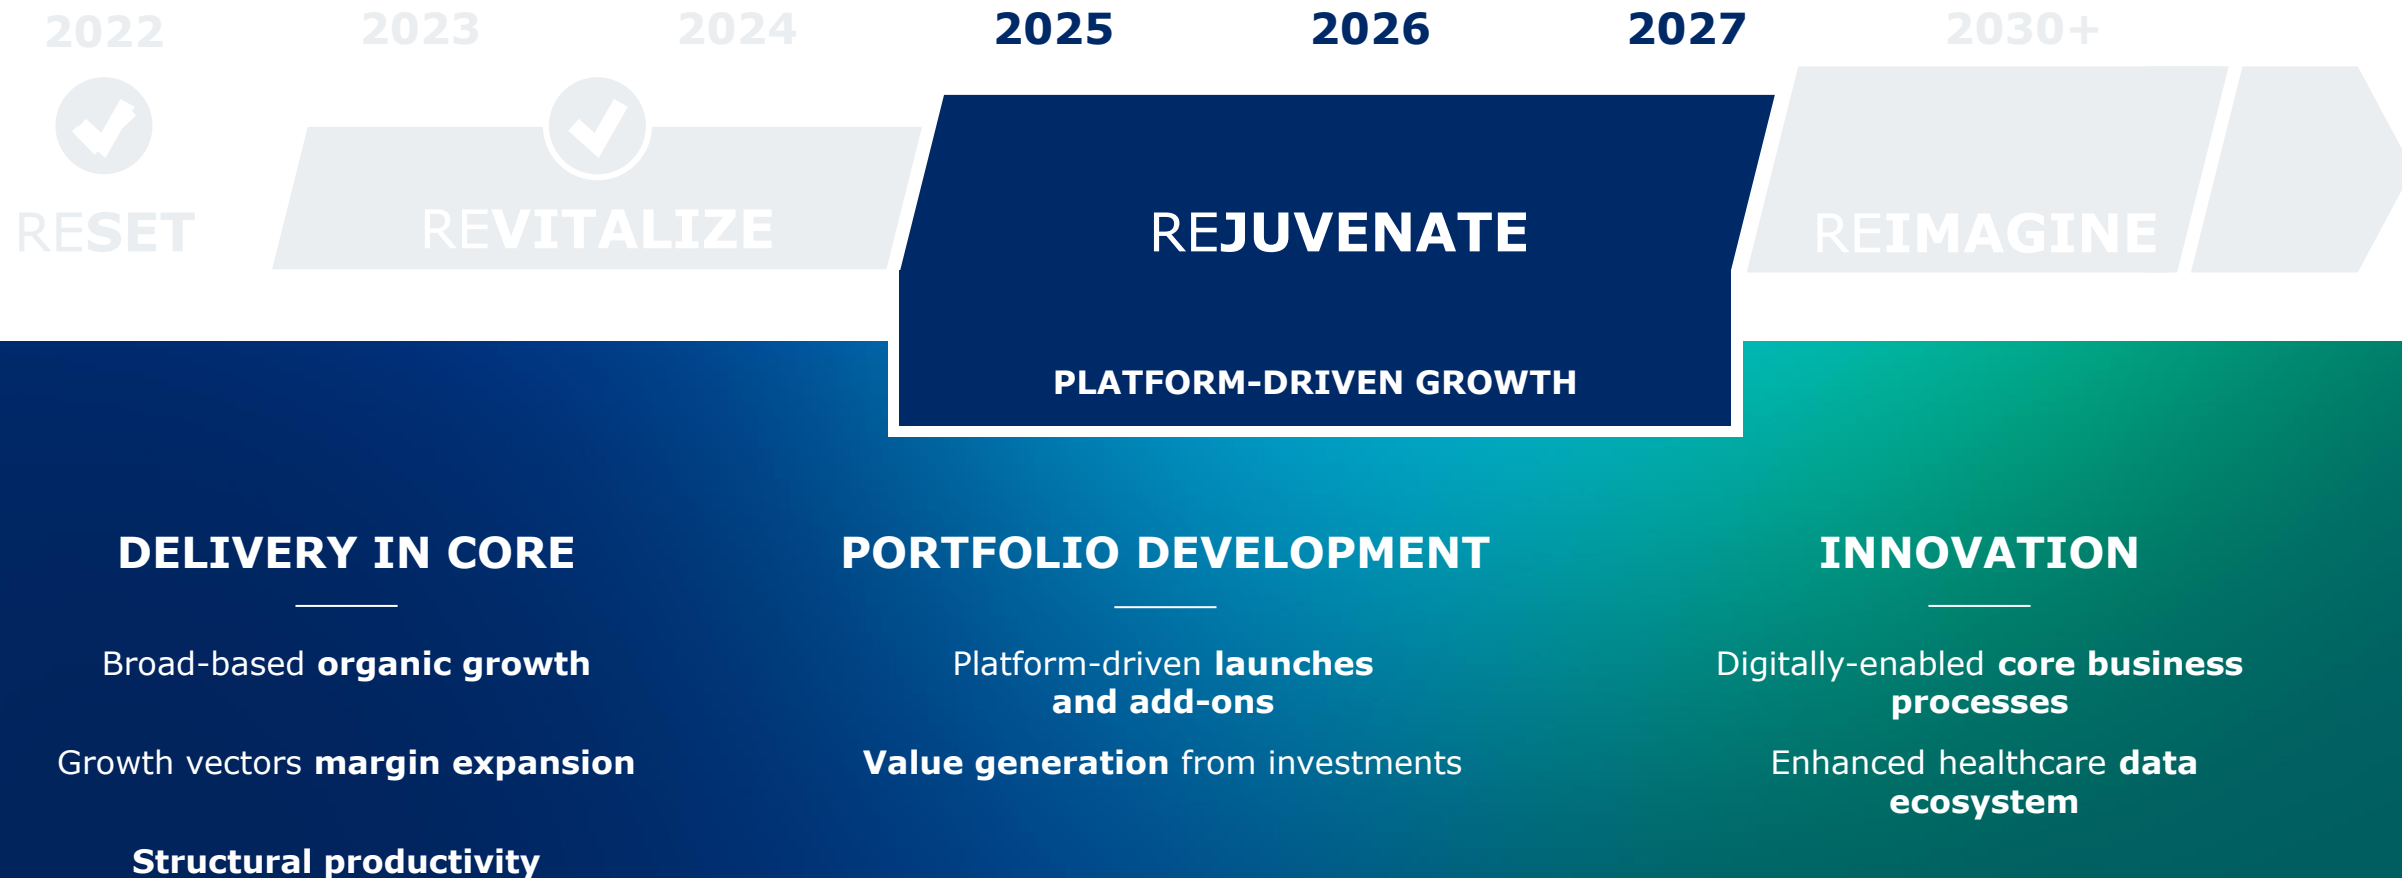 2022 2023 2024 2025 2026 2027 2030+
RESET REVITALIZE REJUVENATE REIMAGINE
PLATFORM-DRIVEN GROWTH
DELIVERY IN CORE
Broad-based organic growth
Growth vectors margin expansion
Structural productivity
PORTFOLIO DEVELOPMENT
Platform-driven launches
and add-ons
Value generation from investments
INNOVATION
Digitally-enabled core business
processes
Enhanced healthcare data
ecosystem